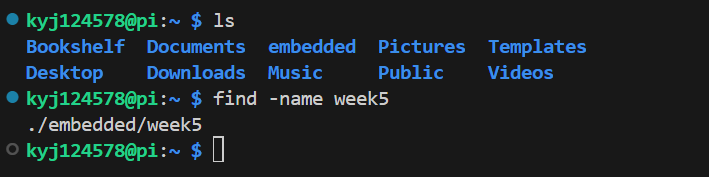 kyj124578@pi:~ $ ls
Bookshelf Documents embedded Pictures Templates
Desktop Downloads Music Public Videos
kyj124578@pi:~ $ find -name week5
./embedded/week5
kyj124578@pi:~ $